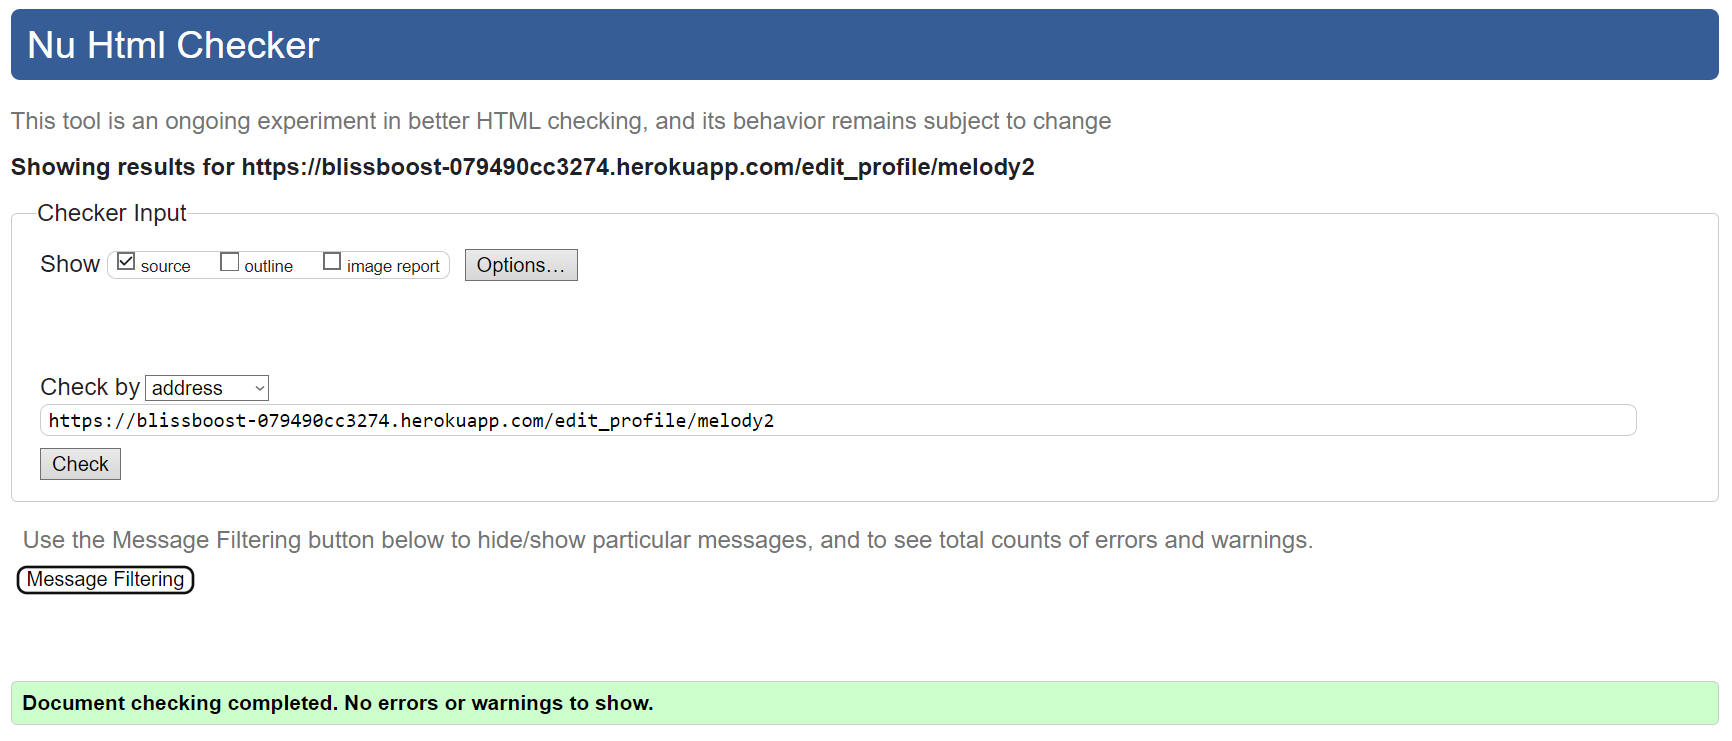 Nu Html Checker
This tool is an ongoing experiment in better HTML checking, and its behavior remains subject to change
Showing results for https://blissboost-079490cc3274.herokuapp.com/edit_profile/melody2
Checker Input
Show source outline image report Options…
Check by address
https://blissboost-079490cc3274.herokuapp.com/edit_profile/melody2
Check
Use the Message Filtering button below to hide/show particular messages, and to see total counts of errors and warnings.
Message Filtering
Document checking completed. No errors or warnings to show.